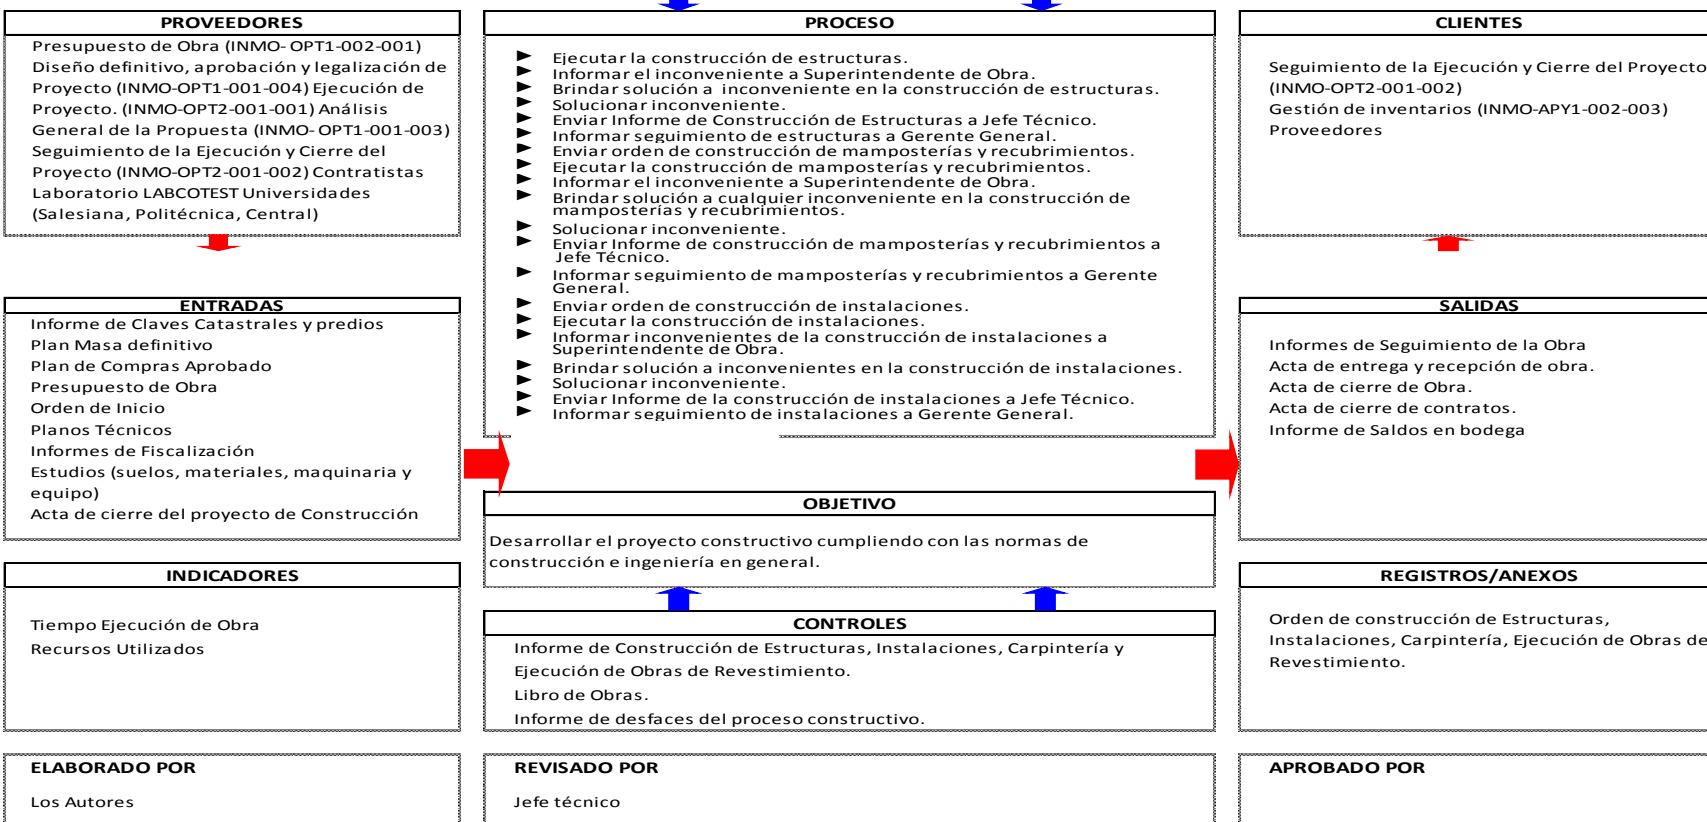 PROVEEDORES
Presupuesto de Obra (INMO- OPT1-002-001)
Diseño definitivo, aprobación y legalización de
Proyecto (INMO-OPT1-001-004) Ejecución de
Proyecto. (INMO-OPT2-001-001) Análisis
General de la Propuesta (INMO- OPT1-001-003)
Seguimiento de la Ejecución y Cierre del
Proyecto (INMO-OPT2-001-002) Contratistas
Laboratorio LABCOTEST Universidades
(Salesiana, Politécnica, Central)
ENTRADAS
Informe de Claves Catastrales y predios
Plan Masa definitivo
Plan de Compras Aprobado
Presupuesto de Obra
Orden de Inicio
Planos Técnicos
Informes de Fiscalización
Estudios (suelos, materiales, maquinaria y
equipo)
Acta de cierre del proyecto de Construcción
INDICADORES
Tiempo Ejecución de Obra
Recursos Utilizados
PROCESO
Ejecutar la construcción de estructuras.
Informar el inconveniente a Superintendente de Obra.
Brindar solución a inconveniente en la construcción de estructuras.
Solucionar inconveniente.
Enviar Informe de Construcción de Estructuras a Jefe Técnico.
Informar seguimiento de estructuras a Gerente General.
Enviar orden de construcción de mamposterías y recubrimientos.
Ejecutar la construcción de mamposterías y recubrimientos.
Informar el inconveniente a Superintendente de Obra.
Brindar solución a cualquier inconveniente en la construcción de
mamposterías y recubrimientos.
Solucionar inconveniente.
Enviar Informe de construcción de mamposterías y recubrimientos a
Jefe Técnico.
Informar seguimiento de mamposterías y recubrimientos a Gerente
General.
Enviar orden de construcción de instalaciones.
Ejecutar la construcción de instalaciones.
Informar inconvenientes de la construcción de instalaciones a
Superintendente de Obra.
Brindar solución a inconvenientes en la construcción de instalaciones.
Solucionar inconveniente.
Enviar Informe de la construcción de instalaciones a Jefe Técnico.
Informar seguimiento de instalaciones a Gerente General.
OBJETIVO
Desarrollar el proyecto constructivo cumpliendo con las normas de
construcción e ingeniería en general.
CONTROLES
Informe de Construcción de Estructuras, Instalaciones, Carpintería y
Ejecución de Obras de Revestimiento.
Libro de Obras.
Informe de desfaces del proceso constructivo.
CLIENTES
Seguimiento de la Ejecución y Cierre del Proyecto
(INMO-OPT2-001-002)
Gestión de inventarios (INMO-APY1-002-003)
Proveedores
SALIDAS
Informes de Seguimiento de la Obra
Acta de entrega y recepción de obra.
Acta de cierre de Obra.
Acta de cierre de contratos.
Informe de Saldos en bodega
REGISTROS/ANEXOS
Orden de construcción de Estructuras,
Instalaciones, Carpintería, Ejecución de Obras de
Revestimiento.
ELABORADO POR
Los Autores
REVISADO POR
Jefe técnico
APROBADO POR